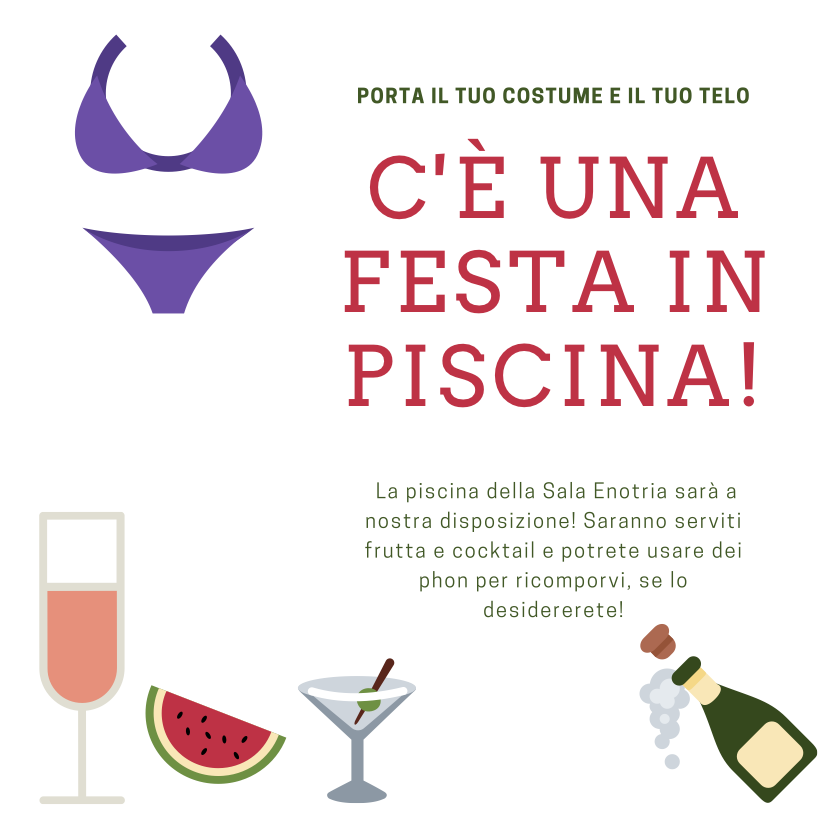 PORTA IL TUO COSTUME E IL TUO TELO
C'È UNA
FESTA IN
PISCINA!
La piscina della Sala Enotria sarà a
nostra disposizione! Saranno serviti
frutta e cocktail e potrete usare dei
phon per ricomporvi, se lo
desidererete!